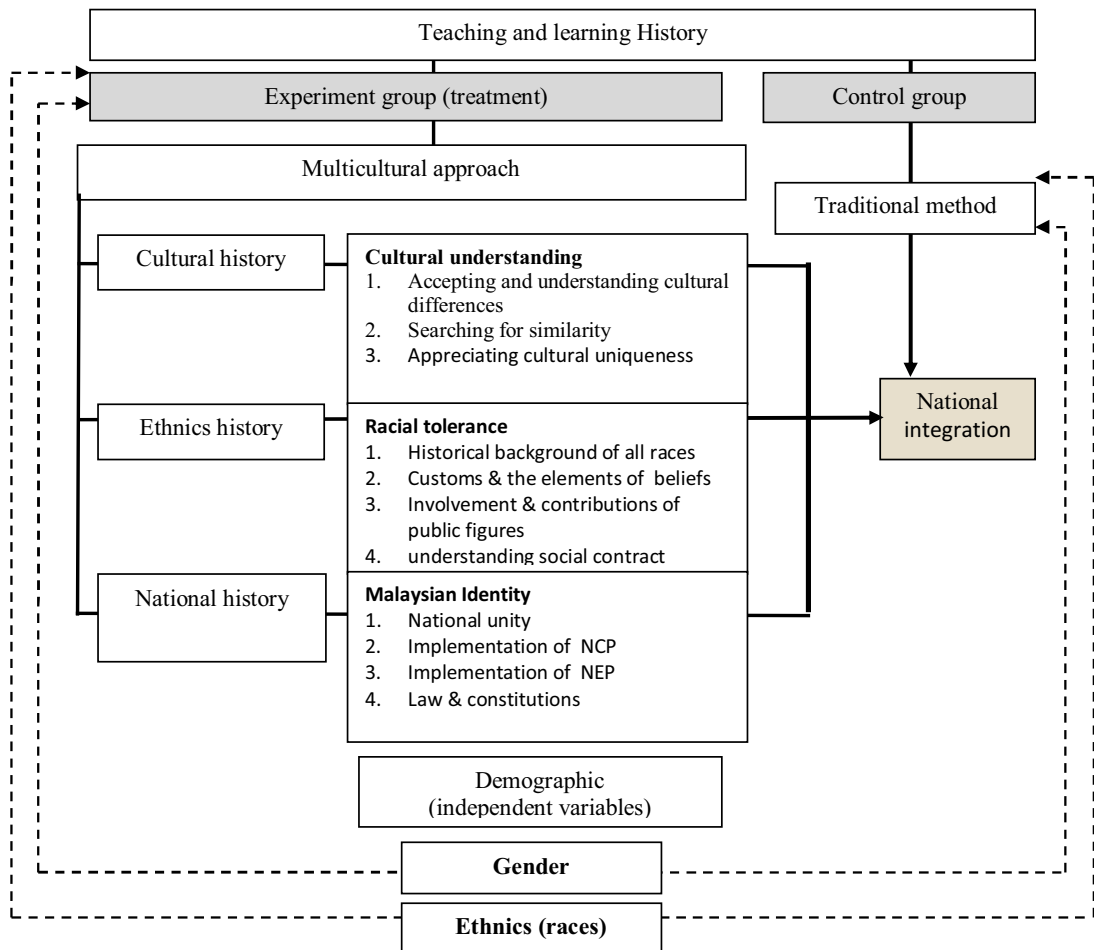 Teaching and learning History
Experiment group (treatment)
Control group
Multicultural approach
Traditional method
Cultural history
Cultural understanding
1. Accepting and understanding cultural
differences
2. Searching for similarity
3. Appreciating cultural uniqueness
National
integration
Ethnics history
Racial tolerance
1. Historical background of all races
2. Customs & the elements of beliefs
3. Involvement & contributions of
public figures
4. understanding social contract
National history
Malaysian Identity
1. National unity
2. Implementation of NCP
3. Implementation of NEP
4. Law & constitutions
Demographic
(independent variables)
Gender
Ethnics (races)